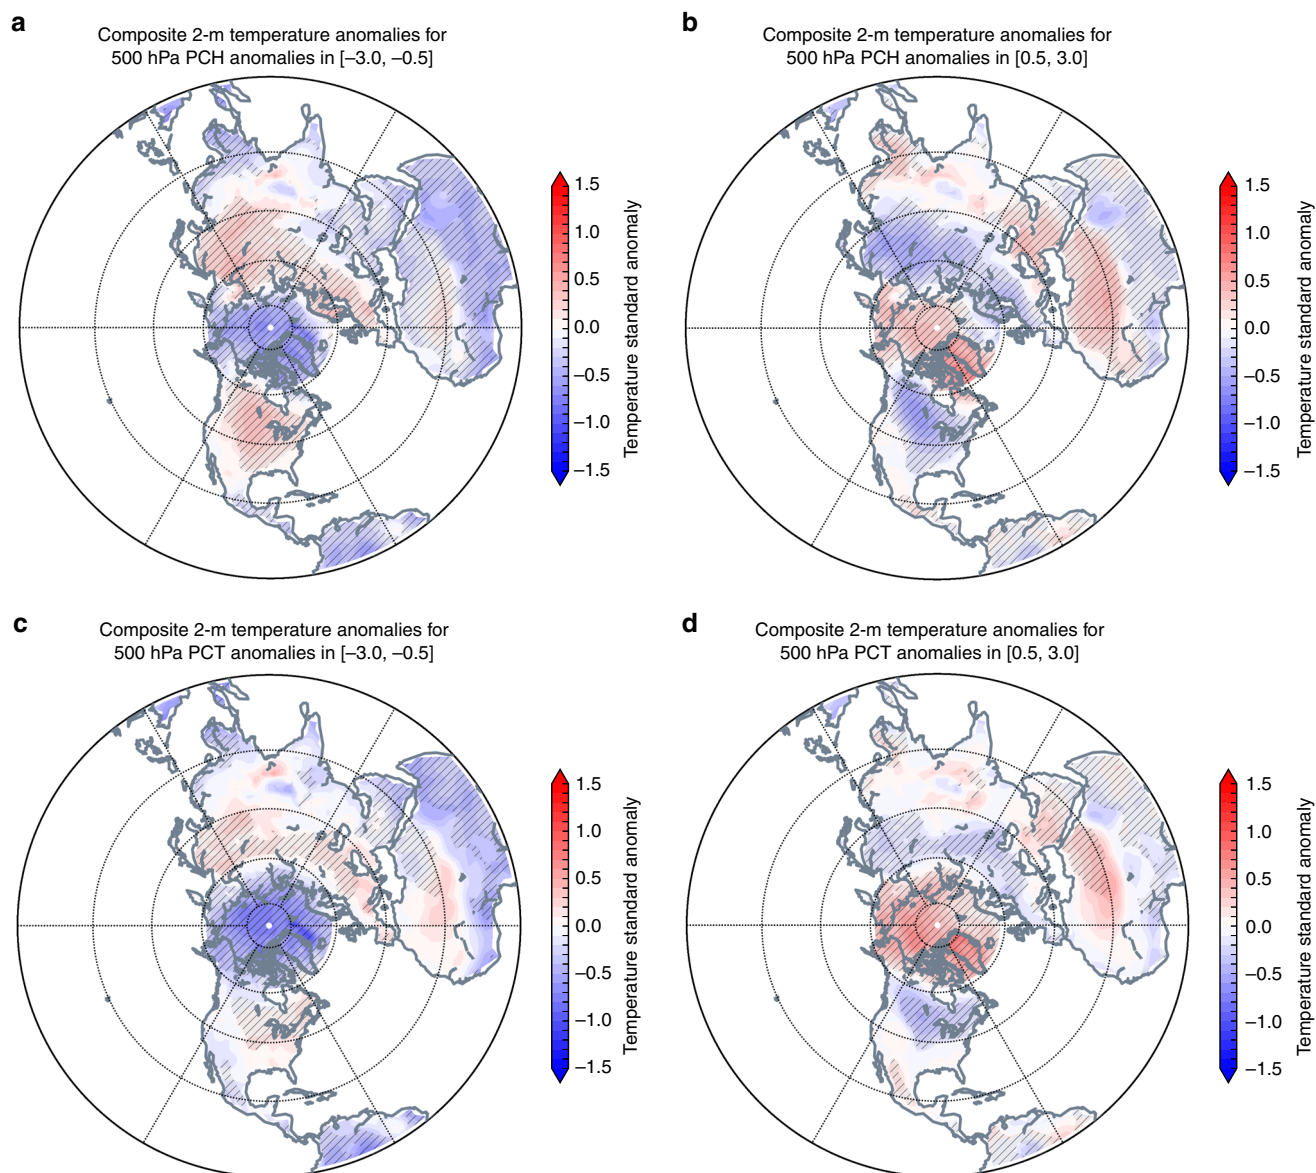 a
Composite 2-m temperature anomalies for
500 hPa PCH anomalies in [–3.0, –0.5]
1.5
1.0
0.5
0.0
–0.5
–1.0
–1.5
Temperature standard anomaly
b
Composite 2-m temperature anomalies for
500 hPa PCH anomalies in [0.5, 3.0]
1.5
1.0
0.5
0.0
–0.5
–1.0
–1.5
Temperature standard anomaly
c
Composite 2-m temperature anomalies for
500 hPa PCT anomalies in [–3.0, –0.5]
1.5
1.0
0.5
0.0
–0.5
–1.0
–1.5
Temperature standard anomaly
d
Composite 2-m temperature anomalies for
500 hPa PCT anomalies in [0.5, 3.0]
1.5
1.0
0.5
0.0
–0.5
–1.0
–1.5
Temperature standard anomaly